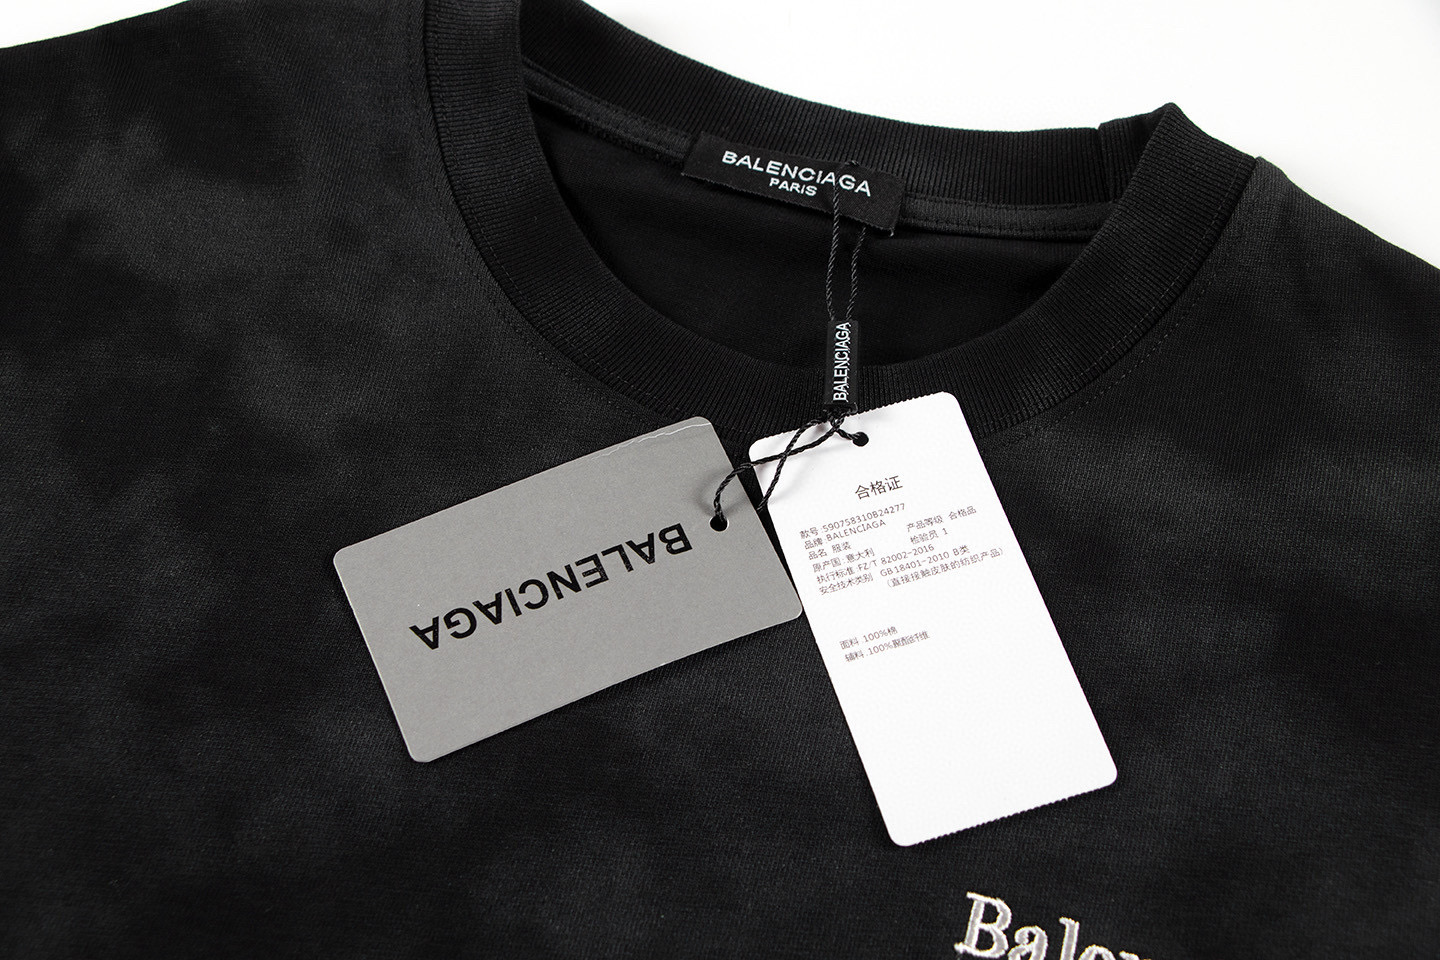 BALENCIAGA
PARIS
BALENCIAGA
BALENCIAGA
合格证
款号:590758310B24277
品牌:BALENCIAGA 产品等级 合格品
品名 服装 检验员 1
原产国:意大利
执行标准:FZ/T 82002-2016
安全技术类别 GB18401-2010 B类
(直接接触皮肤的纺织产品)
面料:100%棉
辅料:100%聚酯纤维